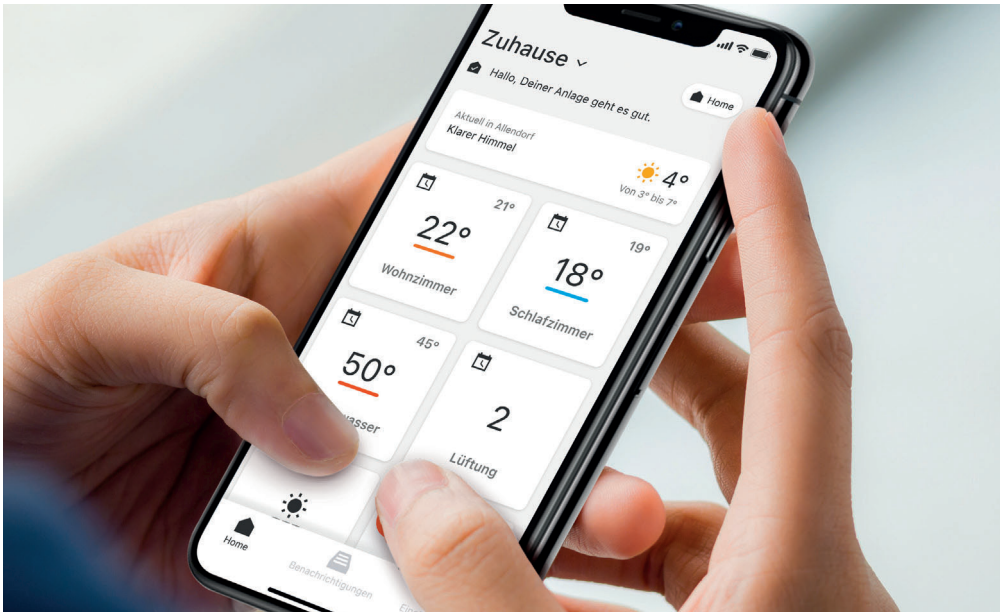 Zuhause
Hallo, Deiner Anlage geht es gut.
Home
Aktuell in Allendorf
Klarer Himmel
4°
Von 3° bis 7°
21°
22°
Wohnzimmer
19°
18°
Schlafzimmer
45°
50°
2
Lüftung
Home
Benachrichtigungen